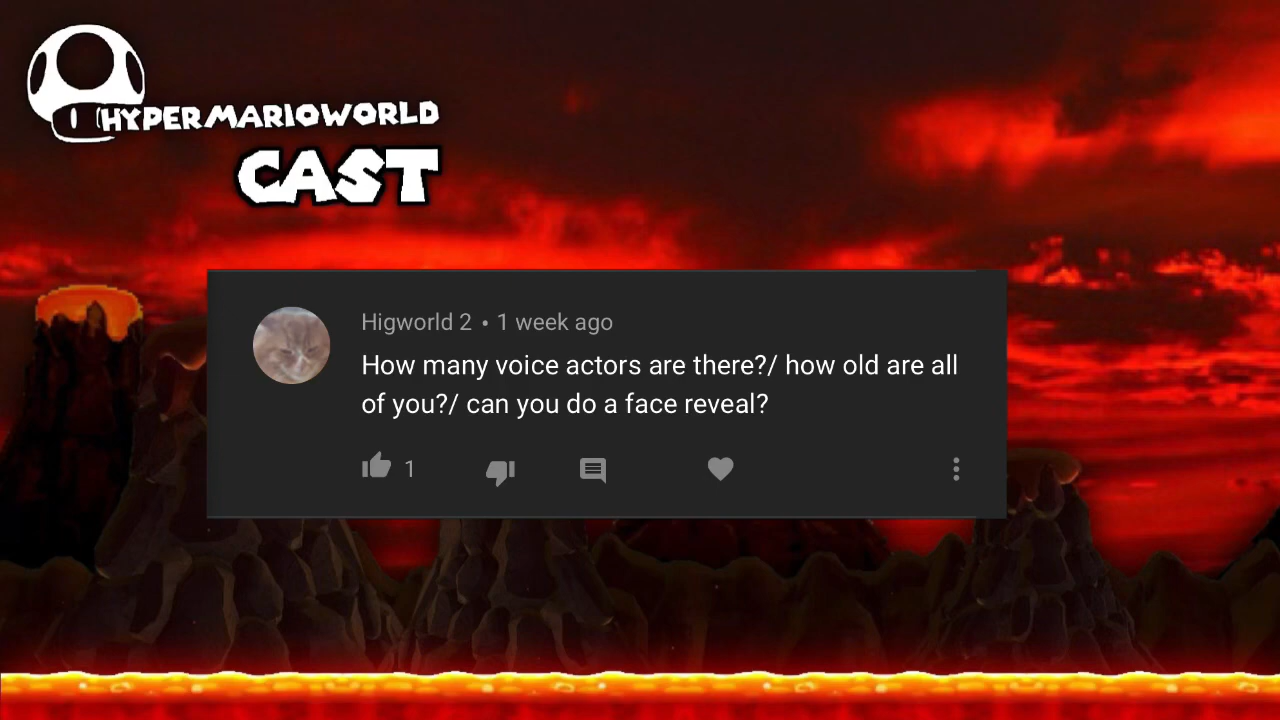 HYPERMARIOWORLD
CAST
Higworld 2 • 1 week ago
How many voice actors are there?/ how old are all
of you?/ can you do a face reveal?
1